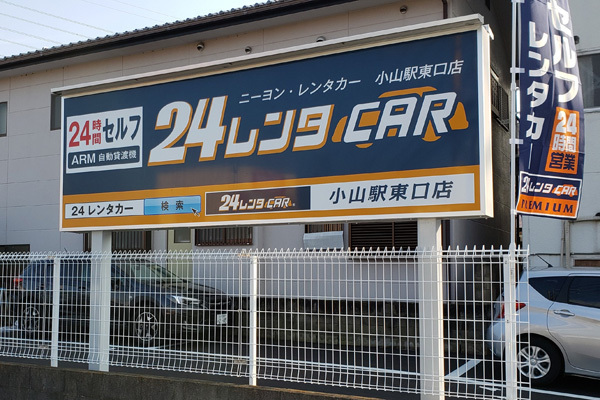 ニーヨン・レンタカー 小山駅東口店
24時間セルフ
ARM 自動貸渡機
24レンタCAR
24レンタカー 検索
24レンタCAR 小山駅東口店
セルフ
レンタカー
24時間
営業
24レンタCAR
PREMIUM